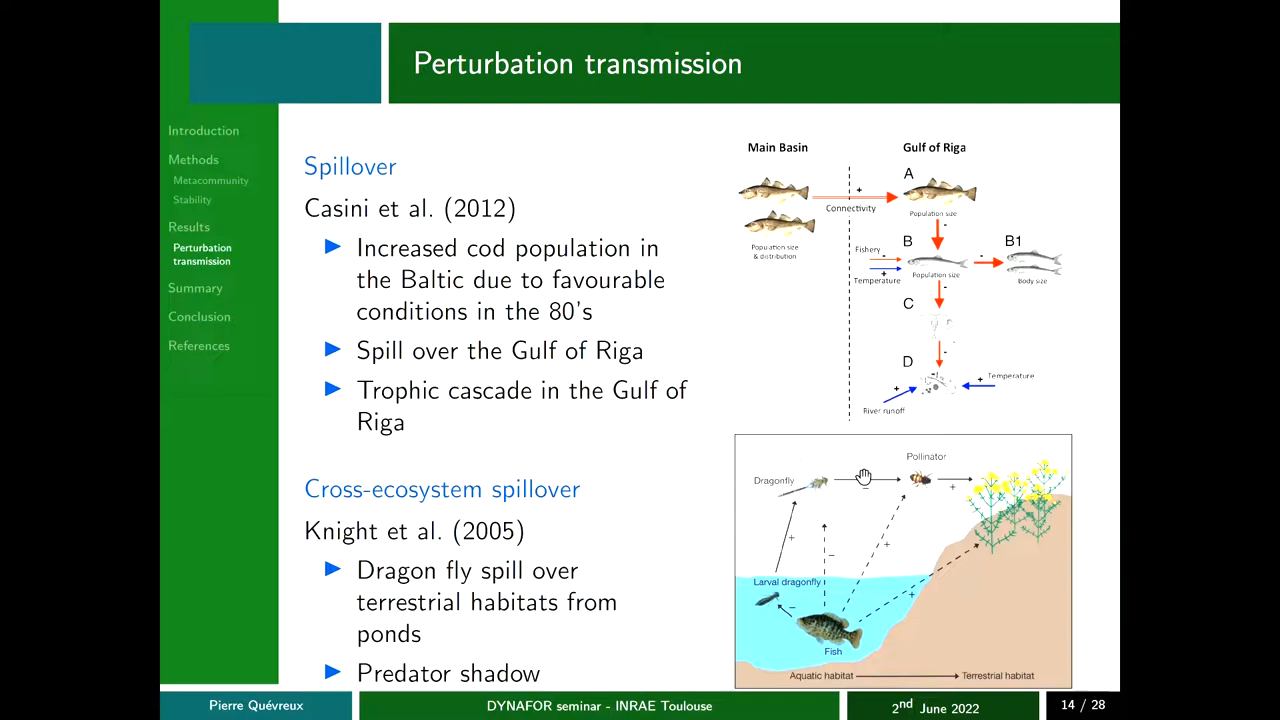 Perturbation transmission
Introduction
Methods
Metacommunity
Stability
Results
Perturbation
transmission
Summary
Conclusion
References
Spillover
Casini et al. (2012)
Increased cod population in
the Baltic due to favourable
conditions in the 80's
Spill over the Gulf of Riga
Trophic cascade in the Gulf of
Riga
Cross-ecosystem spillover
Knight et al. (2005)
Dragon fly spill over
terrestrial habitats from
ponds
Predator shadow
Main Basin
Gulf of Riga
A
+
Connectivity
Population size
Population size
& distribution
-
B
B1
Fishery
-
+
Temperature
-
Population size
Body size
-
C
-
D
+
Temperature
+
River runoff
Pollinator
Dragonfly
−
+
+
−
+
Larval dragonfly
−
+
Fish
Aquatic habitat
Terrestrial habitat
Pierre Quévreux
DYNAFOR seminar - INRAE Toulouse
2nd June 2022
14 / 28